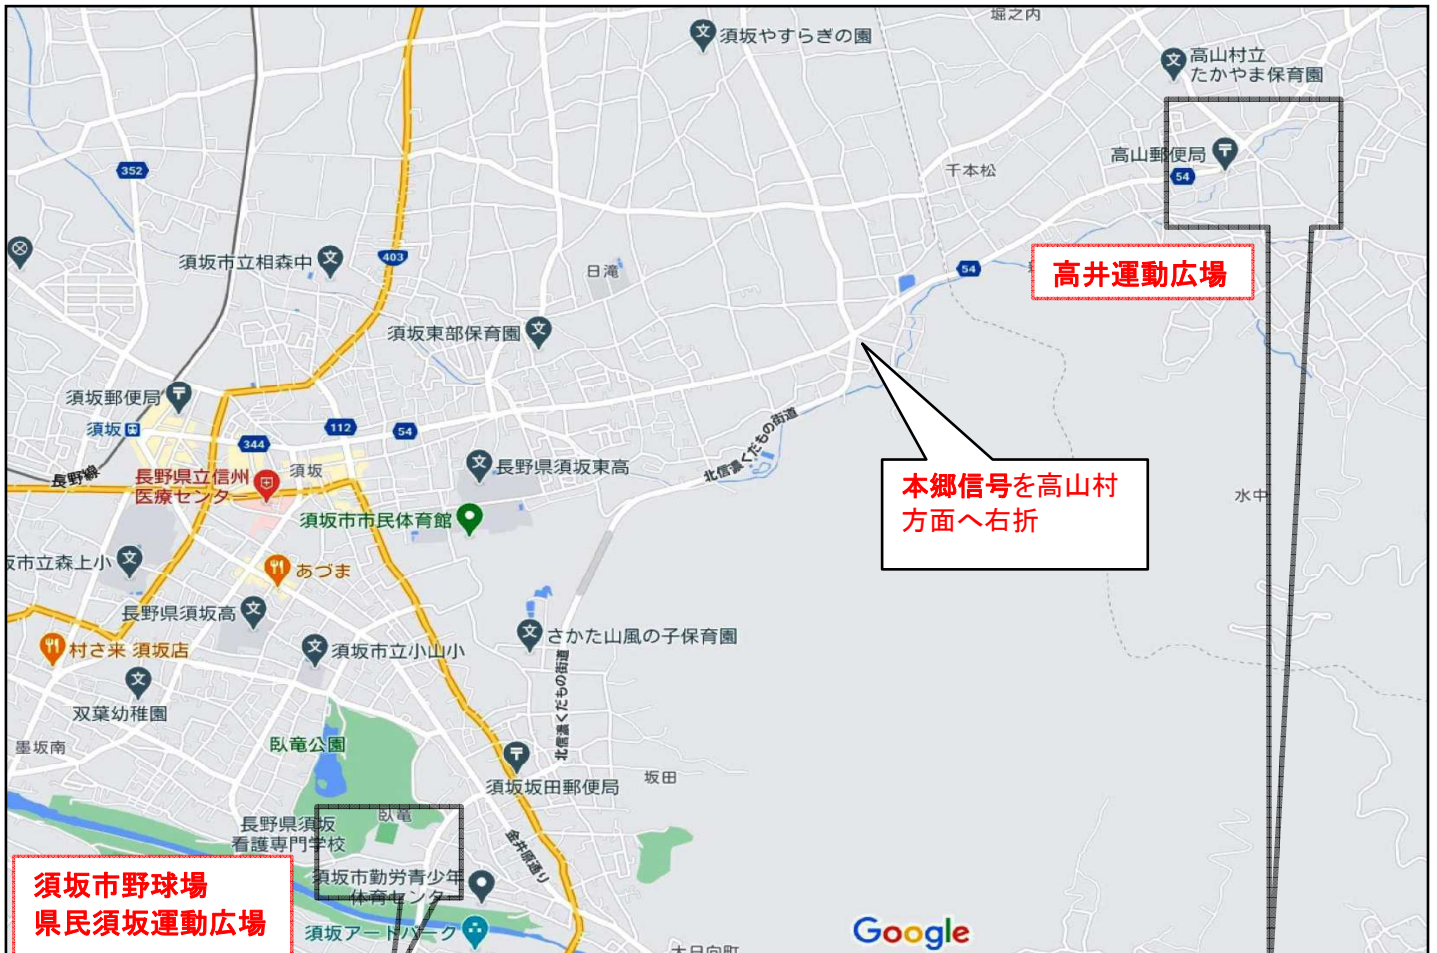 堀之内
須坂やすらぎの園
高山村立
たかやま保育園
高山郵便局
352
千本松
54
須坂市立相森中
403
日滝
54
高井運動広場
須坂東部保育園
須坂郵便局
須坂
344
112
54
北信濃くだもの街道
長野線
長野県立信州
医療センター
須坂
長野県須坂東高
本郷信号を高山村
方面へ右折
水中
須坂市市民体育館
坂市立森上小
あづま
長野県須坂高
村さ来 須坂店
須坂市立小山小
さかた山風の子保育園
双葉幼稚園
北信濃くだもの街道
墨坂南
臥竜公園
須坂坂田郵便局
坂田
臥竜
長野県須坂
看護専門学校
金井原通り
須坂市勤労青少年
体育センター
須坂市野球場
県民須坂運動広場
須坂アートパーク
Google
大日向町